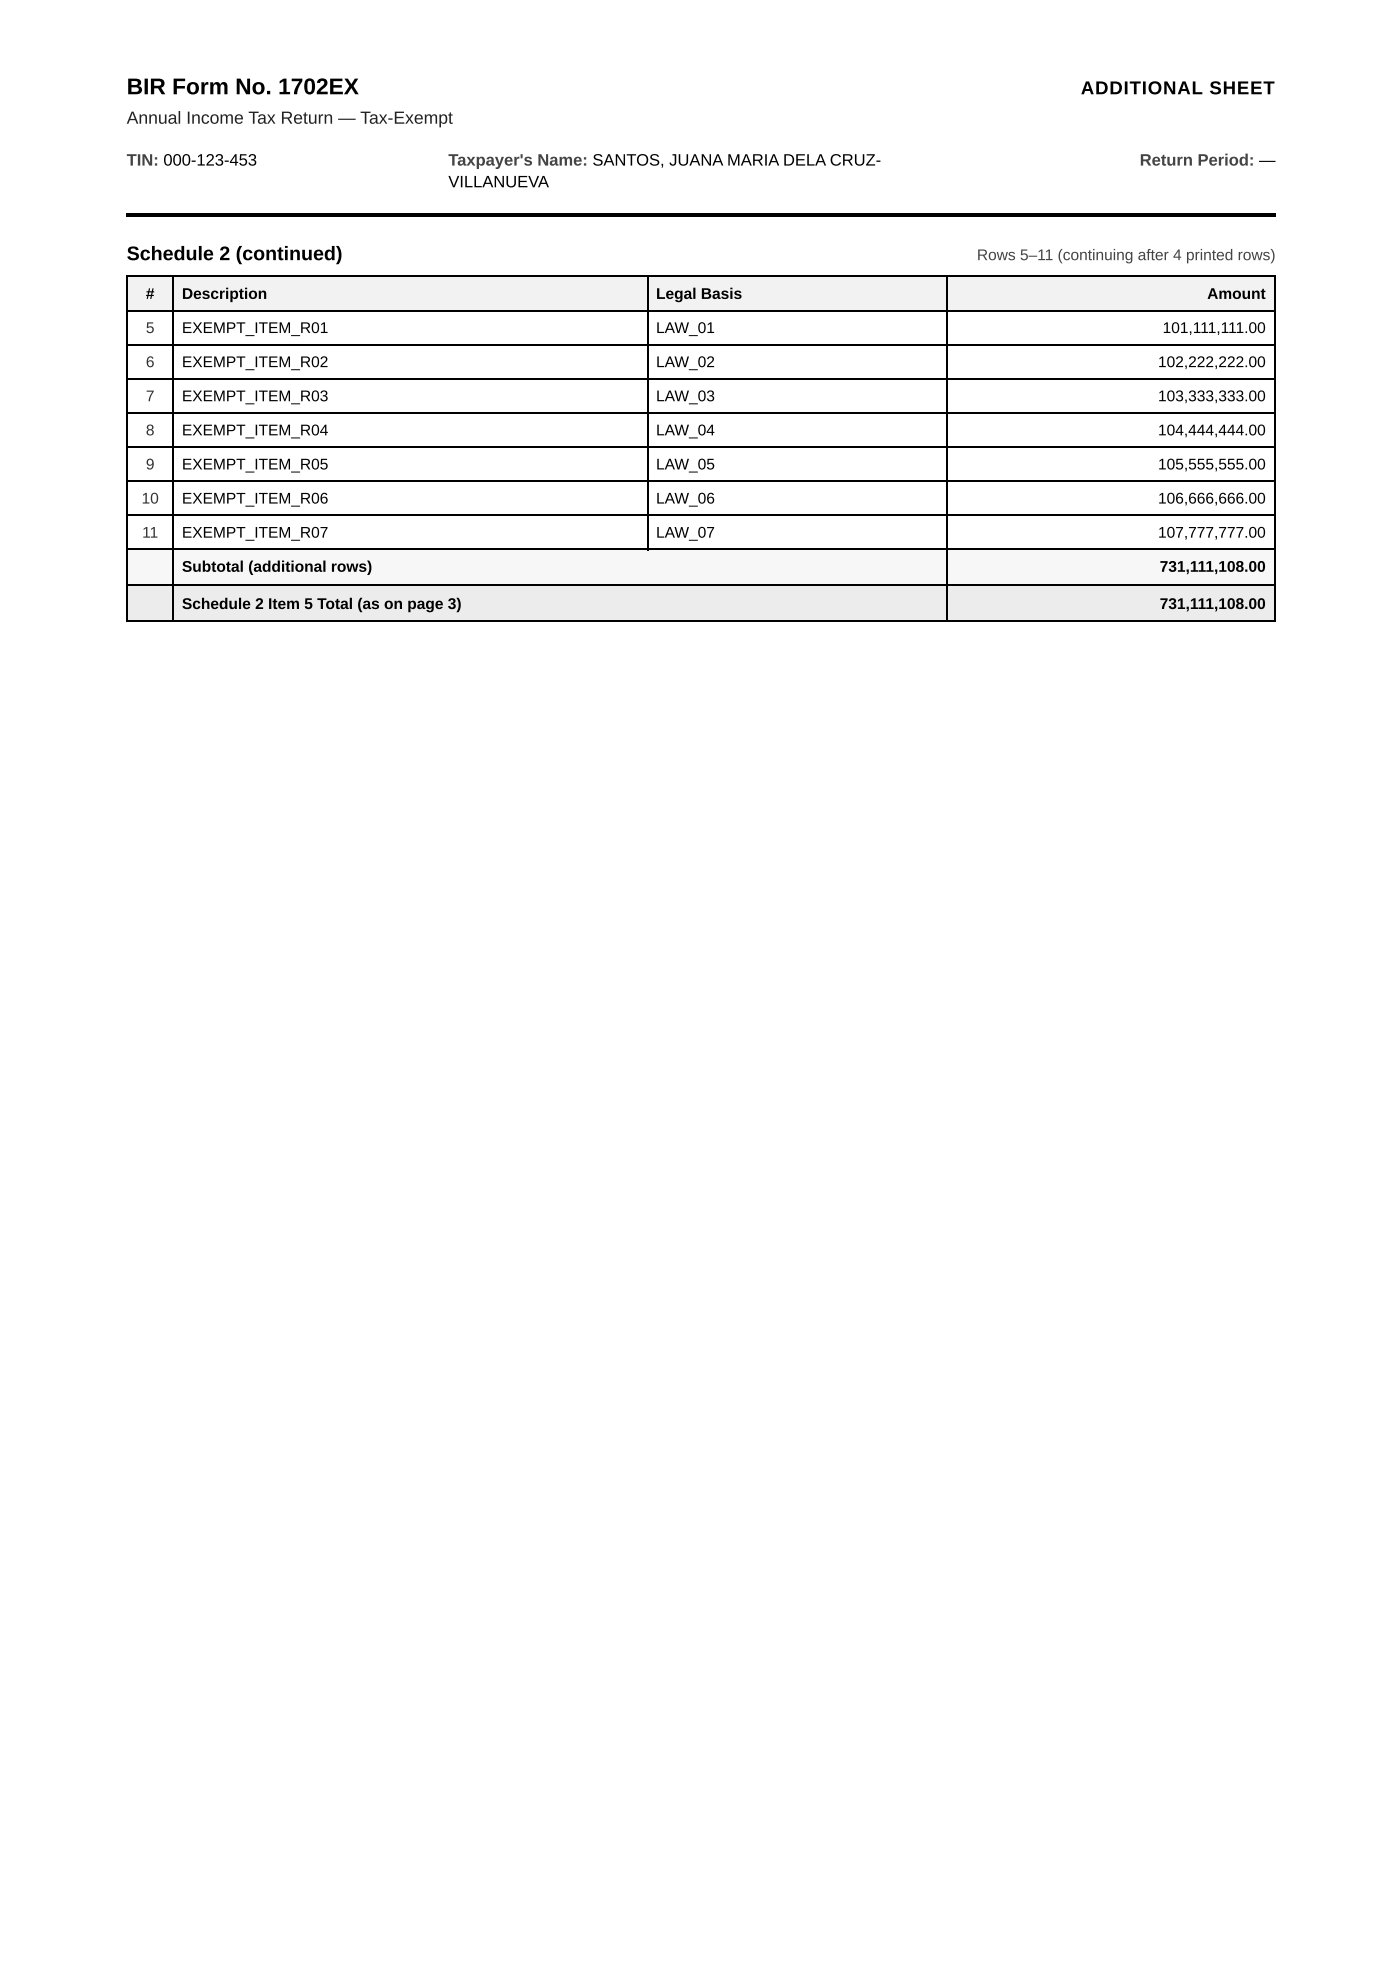 BIR Form No. 1702EX
ADDITIONAL SHEET
Annual Income Tax Return — Tax-Exempt
TIN: 000-123-453
Taxpayer's Name: SANTOS, JUANA MARIA DELA CRUZ-
VILLANUEVA
Return Period: —
Schedule 2 (continued)
Rows 5–11 (continuing after 4 printed rows)
# Description Legal Basis Amount
5 EXEMPT_ITEM_R01 LAW_01 101,111,111.00
6 EXEMPT_ITEM_R02 LAW_02 102,222,222.00
7 EXEMPT_ITEM_R03 LAW_03 103,333,333.00
8 EXEMPT_ITEM_R04 LAW_04 104,444,444.00
9 EXEMPT_ITEM_R05 LAW_05 105,555,555.00
10 EXEMPT_ITEM_R06 LAW_06 106,666,666.00
11 EXEMPT_ITEM_R07 LAW_07 107,777,777.00
Subtotal (additional rows) 731,111,108.00
Schedule 2 Item 5 Total (as on page 3) 731,111,108.00